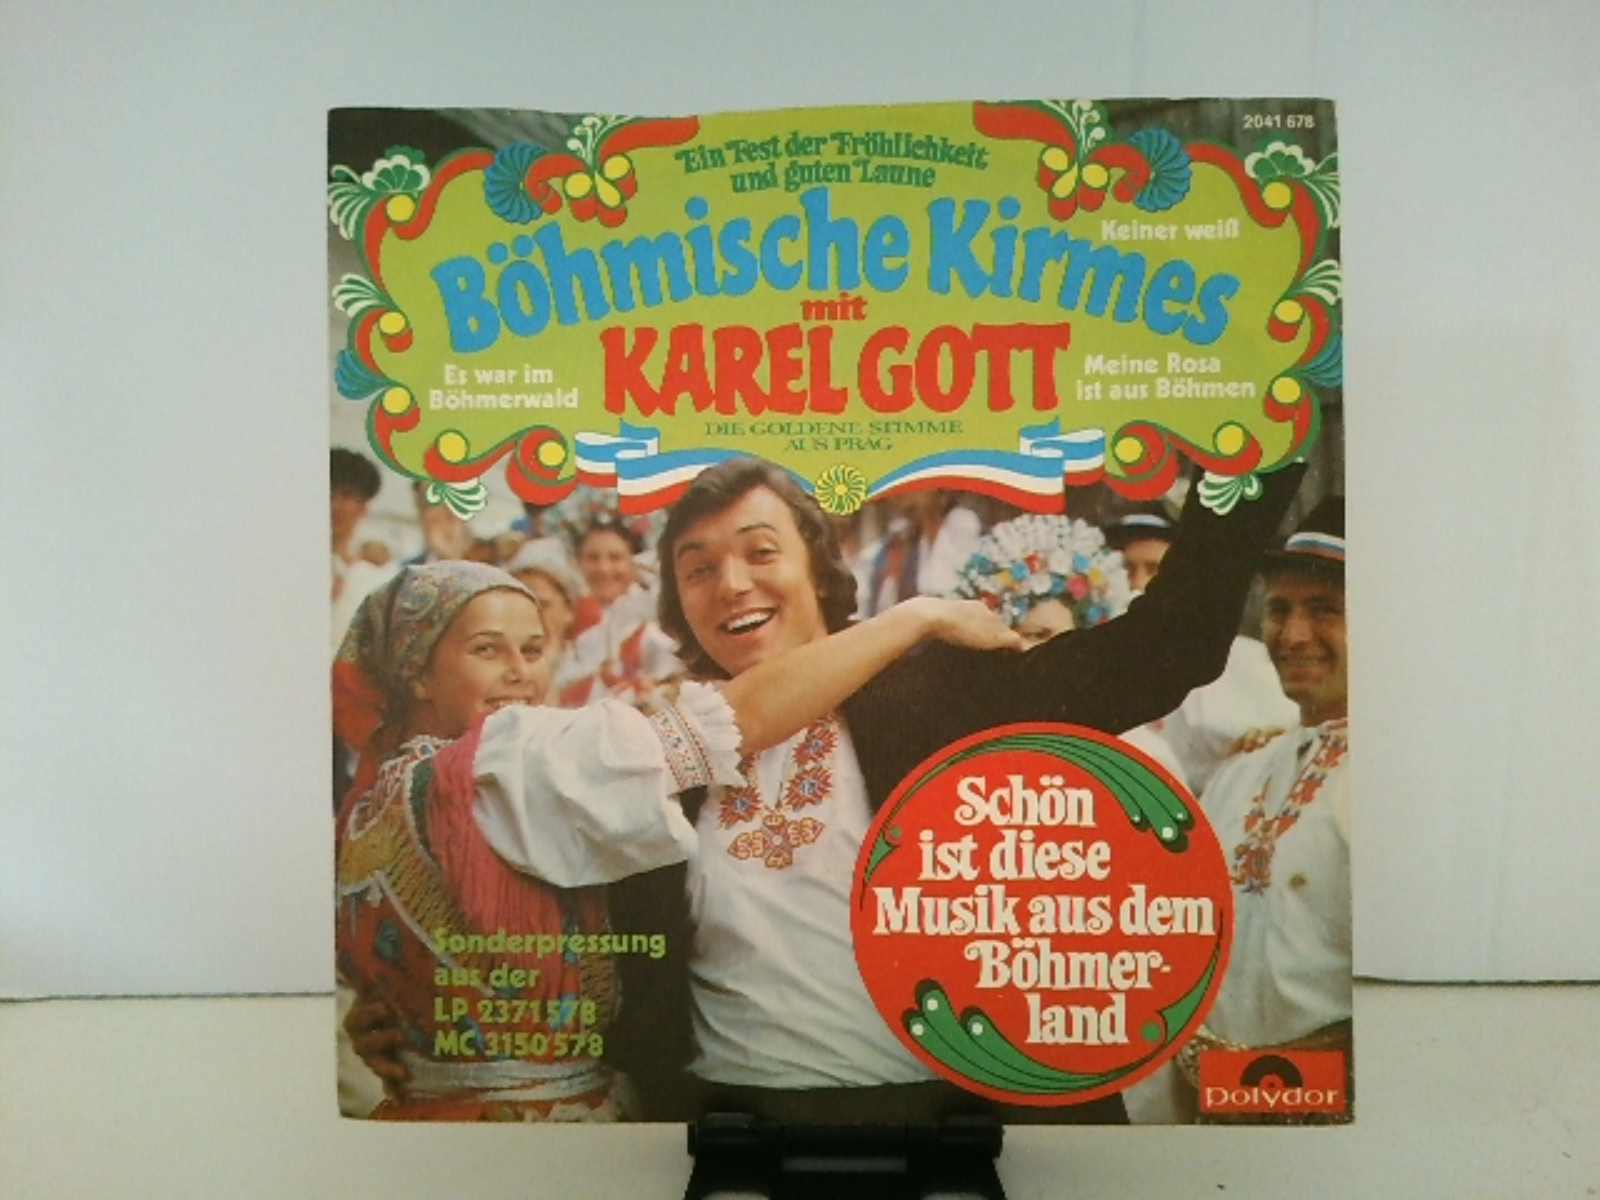 2041 678
Ein Fest der Fröhlichkeit
und guten Laune
Böhmische Kirmes
Keiner weiß
mit
KAREL GOTT
Es war im
Böhmerwald
Meine Rosa
ist aus Böhmen
DIE GOLDENE STIMME
AUS PRAG
Schön
ist diese
Musik aus dem
Böhmer-
land
Sonderpressung
aus der
LP 2371 578
MC 3150 578
polydor